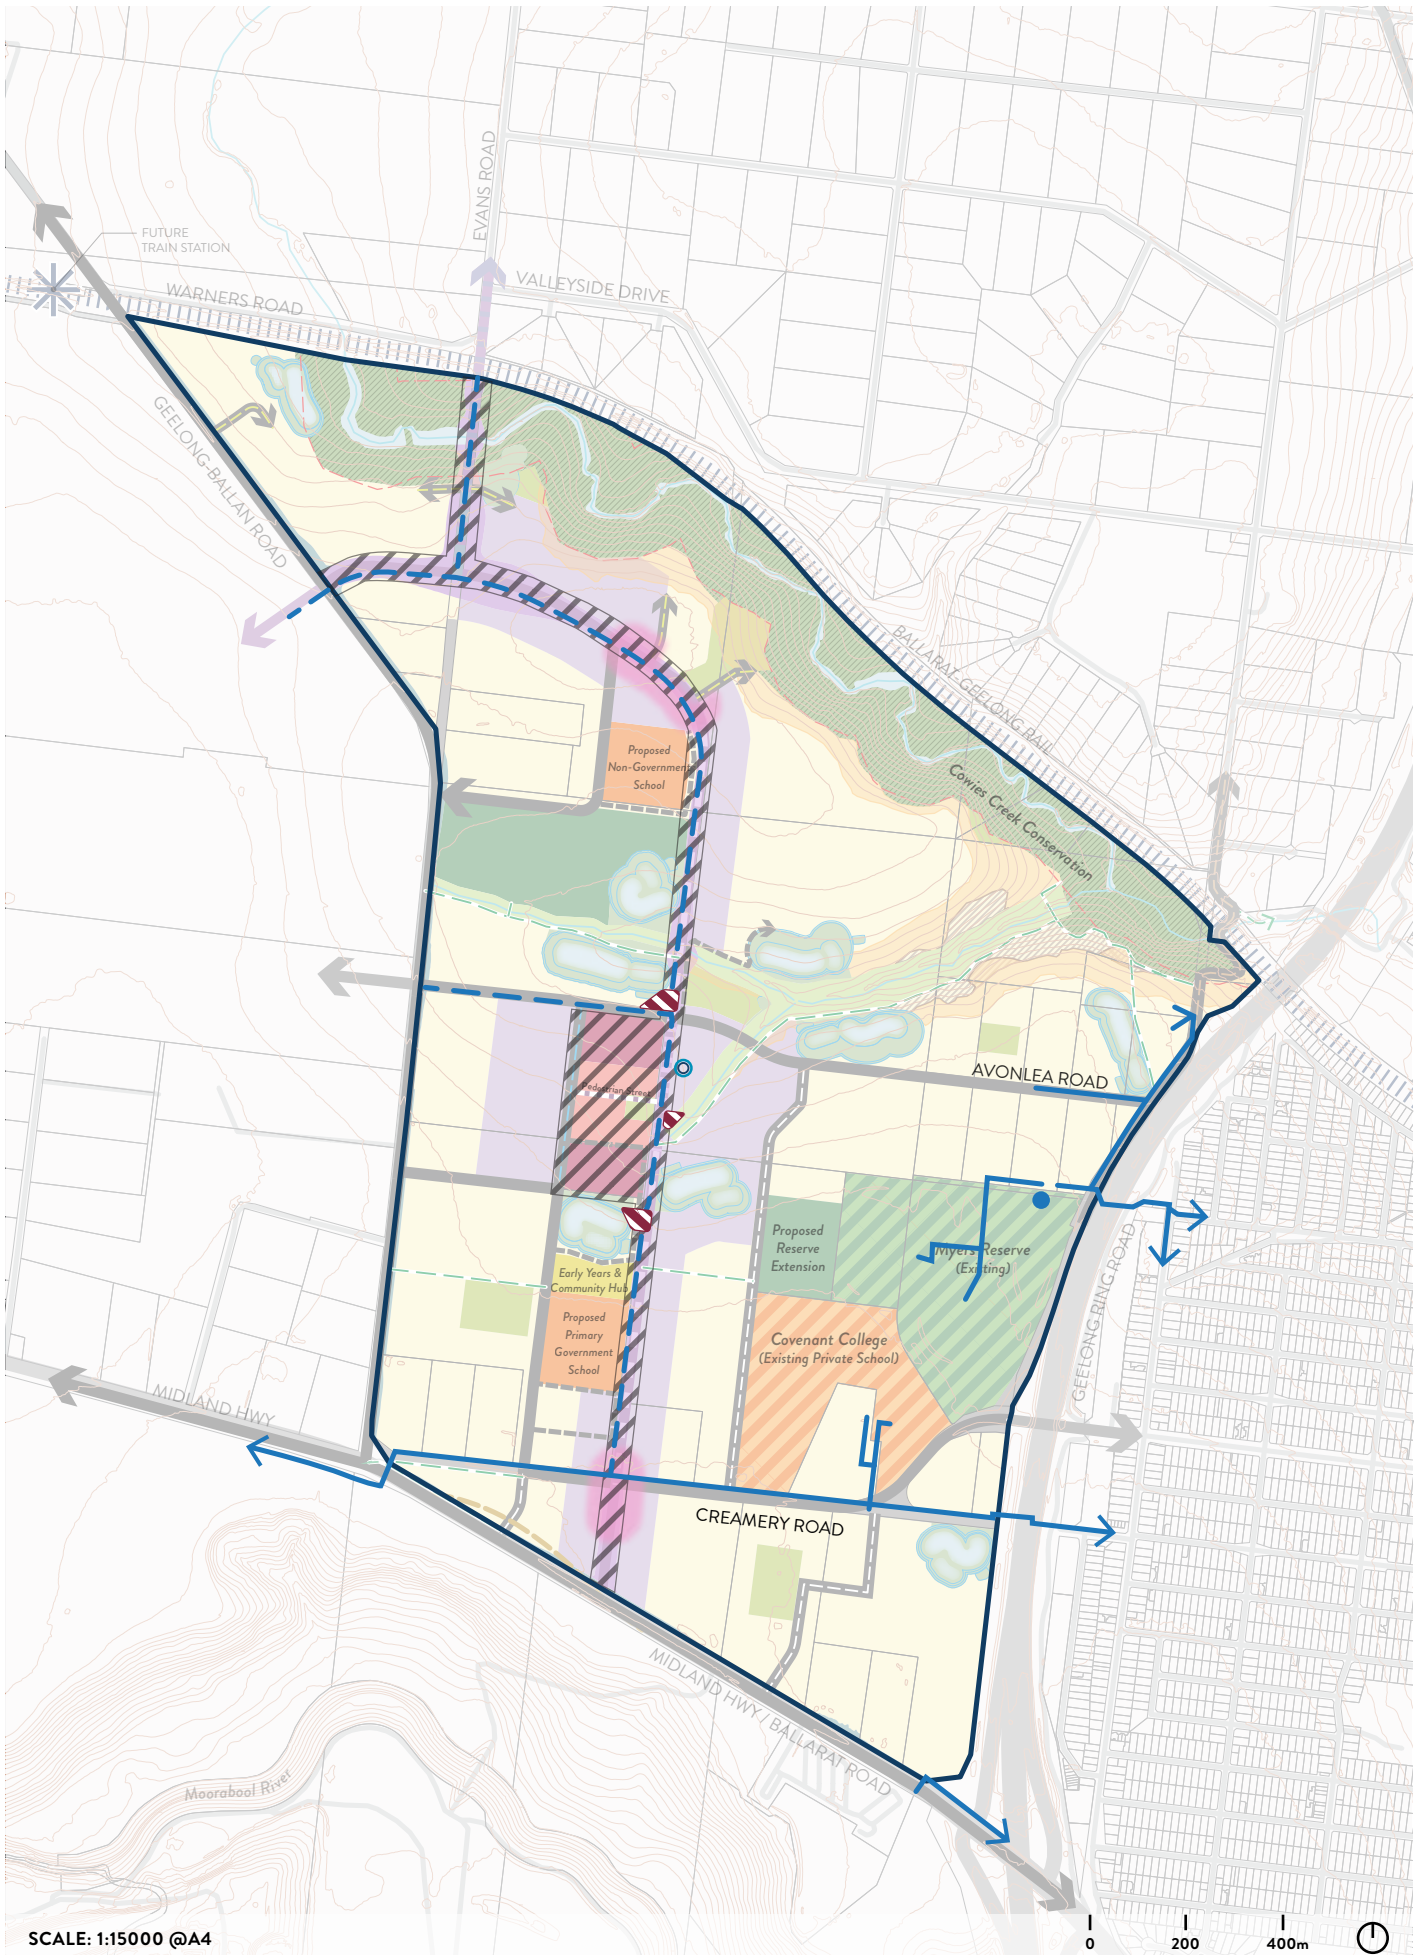 EVANS ROAD
FUTURE
TRAIN STATION
WARNERS ROAD
VALLEYSIDE DRIVE
GEELONG-BALLAN ROAD
BALLARAT-GEELONG RAIL
Proposed
Non-Government
School
Cowies Creek Conservation
AVONLEA ROAD
Pedestrian Street
Proposed
Reserve
Extension
Myers Reserve
(Existing)
GEELONG RING ROAD
Early Years &
Community Hub
Proposed
Primary
Government
School
Covenant College
(Existing Private School)
MIDLAND HWY
CREAMERY ROAD
MIDLAND HWY / BALLARAT ROAD
Moorabool River
SCALE: 1:15000 @A4
0 200 400m